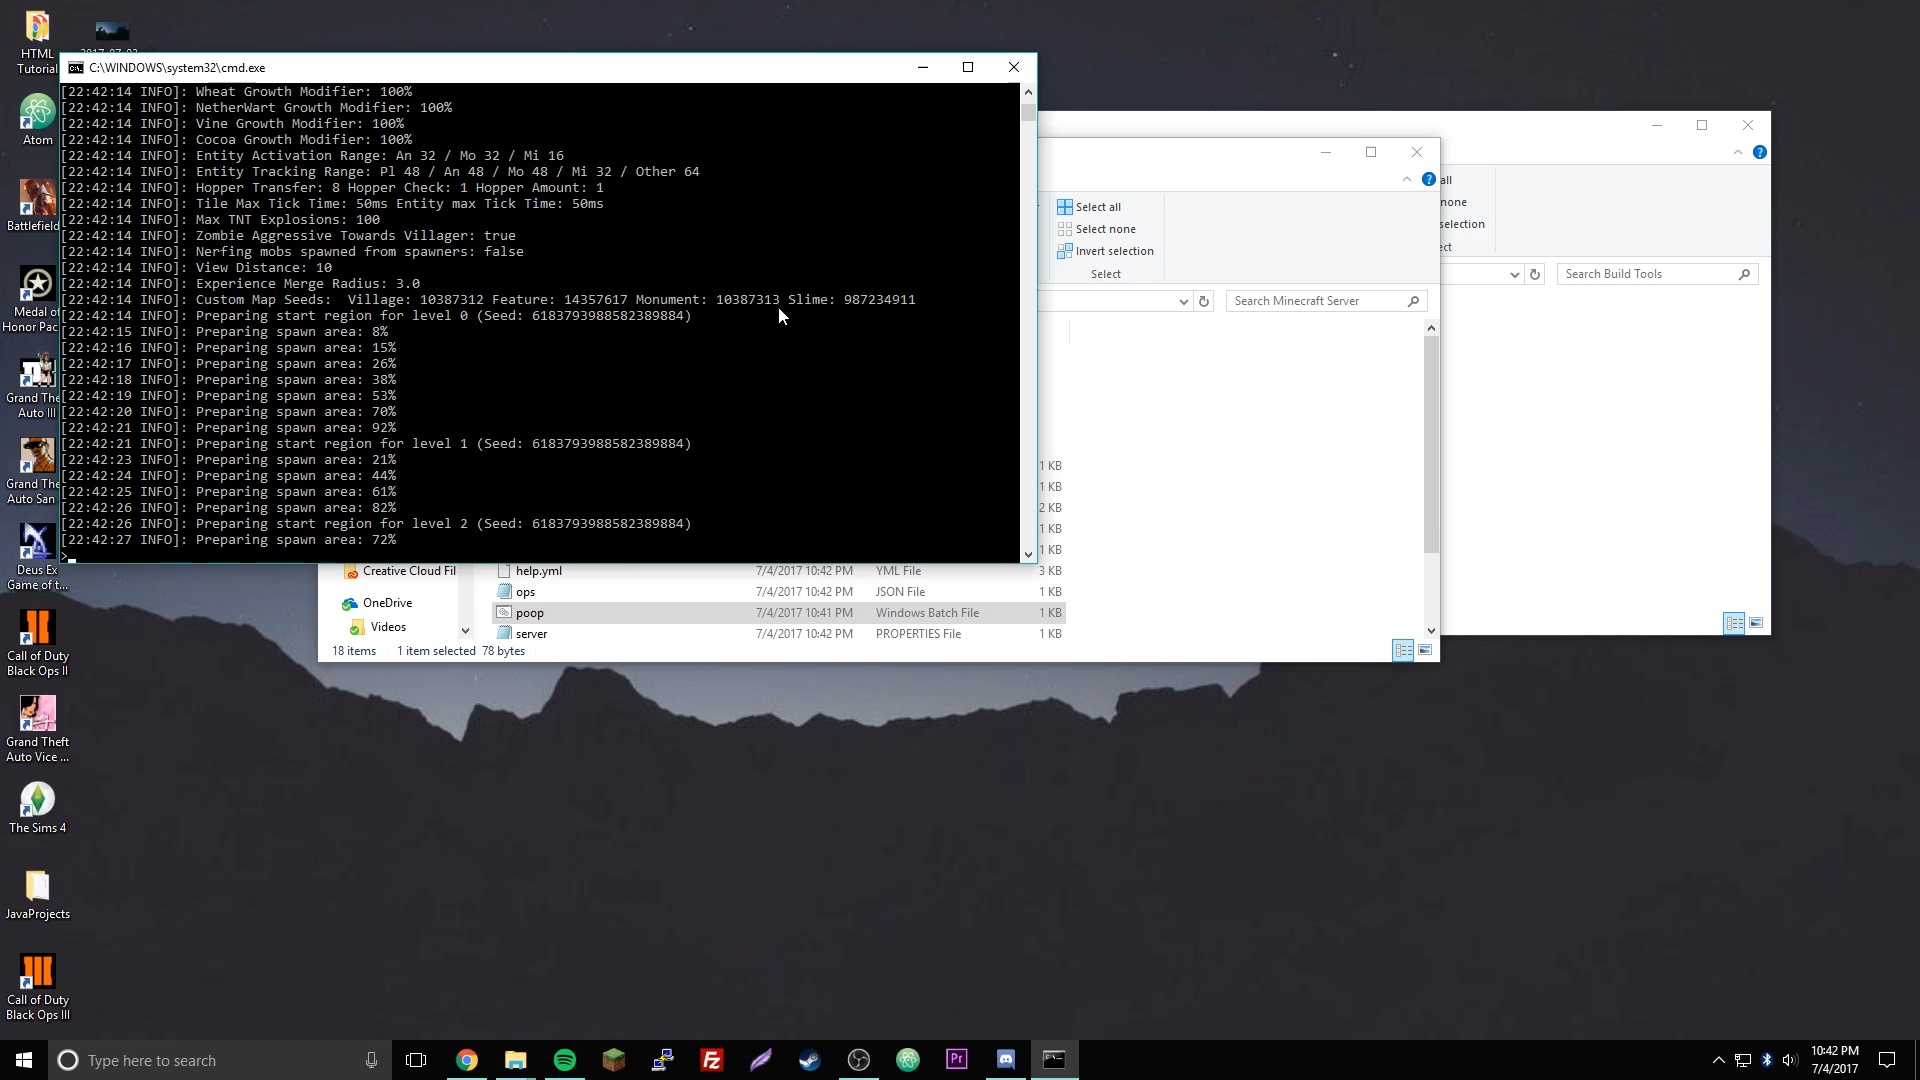 HTML
Tutorial
Atom
Battlefield
Medal of
Honor Pac
Grand The
Auto III
Grand The
Auto San
Deus Ex
Game of t...
Call of Duty
Black Ops II
Grand Theft
Auto Vice ...
The Sims 4
JavaProjects
Call of Duty
Black Ops III
C:\WINDOWS\system32\cmd.exe
[22:42:14 INFO]: Wheat Growth Modifier: 100%
[22:42:14 INFO]: NetherWart Growth Modifier: 100%
[22:42:14 INFO]: Vine Growth Modifier: 100%
[22:42:14 INFO]: Cocoa Growth Modifier: 100%
[22:42:14 INFO]: Entity Activation Range: An 32 / Mo 32 / Mi 16
[22:42:14 INFO]: Entity Tracking Range: Pl 48 / An 48 / Mo 48 / Mi 32 / Other 64
[22:42:14 INFO]: Hopper Transfer: 8 Hopper Check: 1 Hopper Amount: 1
[22:42:14 INFO]: Tile Max Tick Time: 50ms Entity max Tick Time: 50ms
[22:42:14 INFO]: Max TNT Explosions: 100
[22:42:14 INFO]: Zombie Aggressive Towards Villager: true
[22:42:14 INFO]: Nerfing mobs spawned from spawners: false
[22:42:14 INFO]: View Distance: 10
[22:42:14 INFO]: Experience Merge Radius: 3.0
[22:42:14 INFO]: Custom Map Seeds:  Village: 10387312 Feature: 14357617 Monument: 10387313 Slime: 987234911
[22:42:14 INFO]: Preparing start region for level 0 (Seed: 6183793988582389884)
[22:42:15 INFO]: Preparing spawn area: 8%
[22:42:16 INFO]: Preparing spawn area: 15%
[22:42:17 INFO]: Preparing spawn area: 26%
[22:42:18 INFO]: Preparing spawn area: 38%
[22:42:19 INFO]: Preparing spawn area: 53%
[22:42:20 INFO]: Preparing spawn area: 70%
[22:42:21 INFO]: Preparing spawn area: 92%
[22:42:21 INFO]: Preparing start region for level 1 (Seed: 6183793988582389884)
[22:42:23 INFO]: Preparing spawn area: 21%
[22:42:24 INFO]: Preparing spawn area: 44%
[22:42:25 INFO]: Preparing spawn area: 61%
[22:42:26 INFO]: Preparing spawn area: 82%
[22:42:26 INFO]: Preparing start region for level 2 (Seed: 6183793988582389884)
[22:42:27 INFO]: Preparing spawn area: 72%
>
Select all
Select none
Invert selection
Select
Search Minecraft Server
all
none
selection
ect
Search Build Tools
1 KB
1 KB
2 KB
1 KB
1 KB
Creative Cloud Fil
OneDrive
Videos
help.yml 7/4/2017 10:42 PM YML File 3 KB
ops 7/4/2017 10:42 PM JSON File 1 KB
poop 7/4/2017 10:41 PM Windows Batch File 1 KB
server 7/4/2017 10:42 PM PROPERTIES File 1 KB
18 items 1 item selected 78 bytes
Type here to search
Pr
10:42 PM
7/4/2017